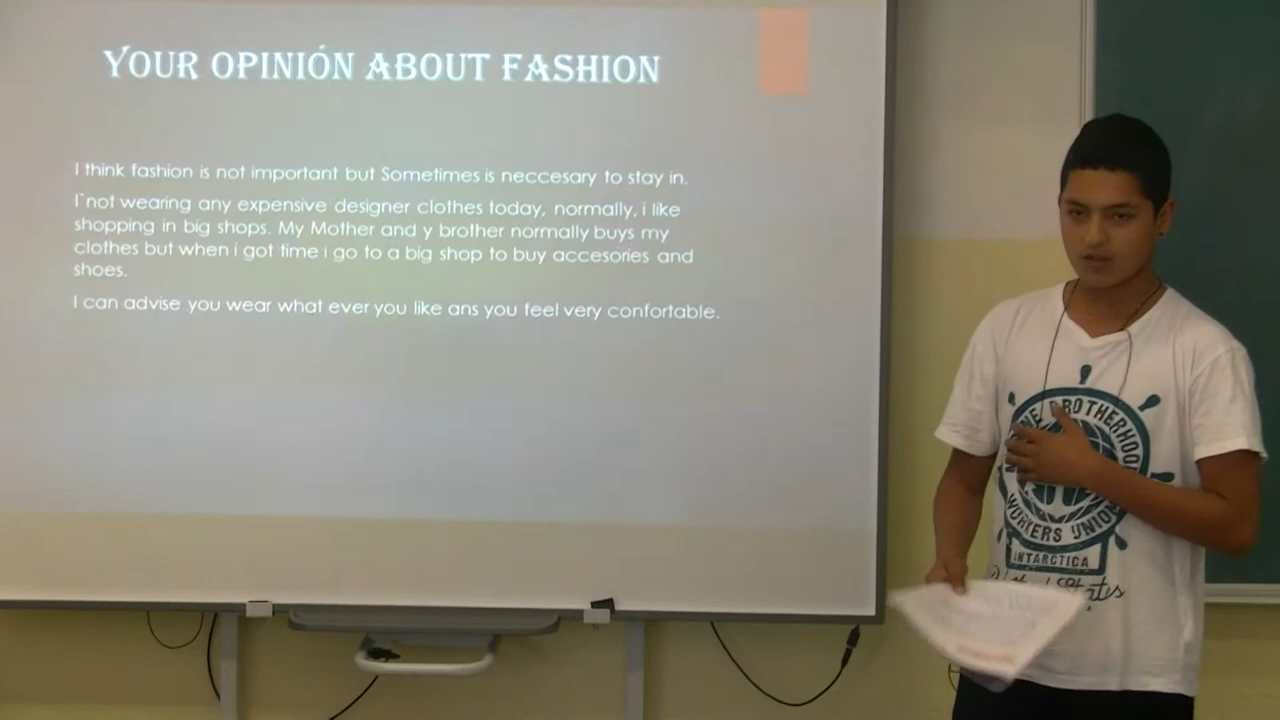 YOUR OPINIÓN ABOUT FASHION
I think fashion is not important but Sometimes is neccesary to stay in.
I`not wearing any expensive designer clothes today, normally, i like
shopping in big shops. My Mother and y brother normally buys my
clothes but when i got time i go to a big shop to buy accesories and
shoes.
I can advise you wear what ever you like ans you feel very confortable.
BROTHERHOOD
WORKERS UNION
ANTARCTICA